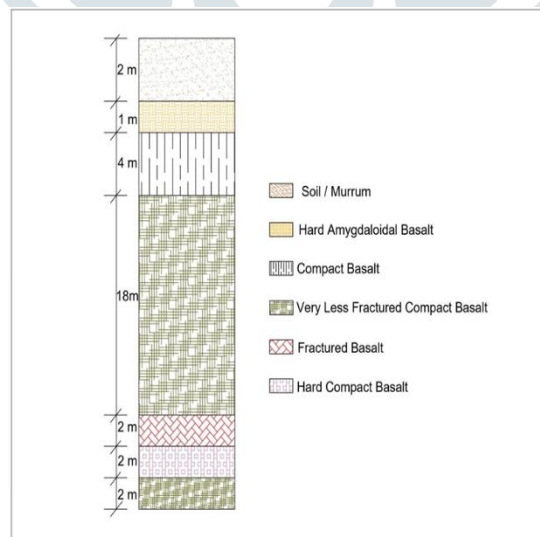 2 m
1 m
4 m
18m
2 m
2 m
2 m
Soil / Murrum
Hard Amygdaloidal Basalt
Compact Basalt
Very Less Fractured Compact Basalt
Fractured Basalt
Hard Compact Basalt